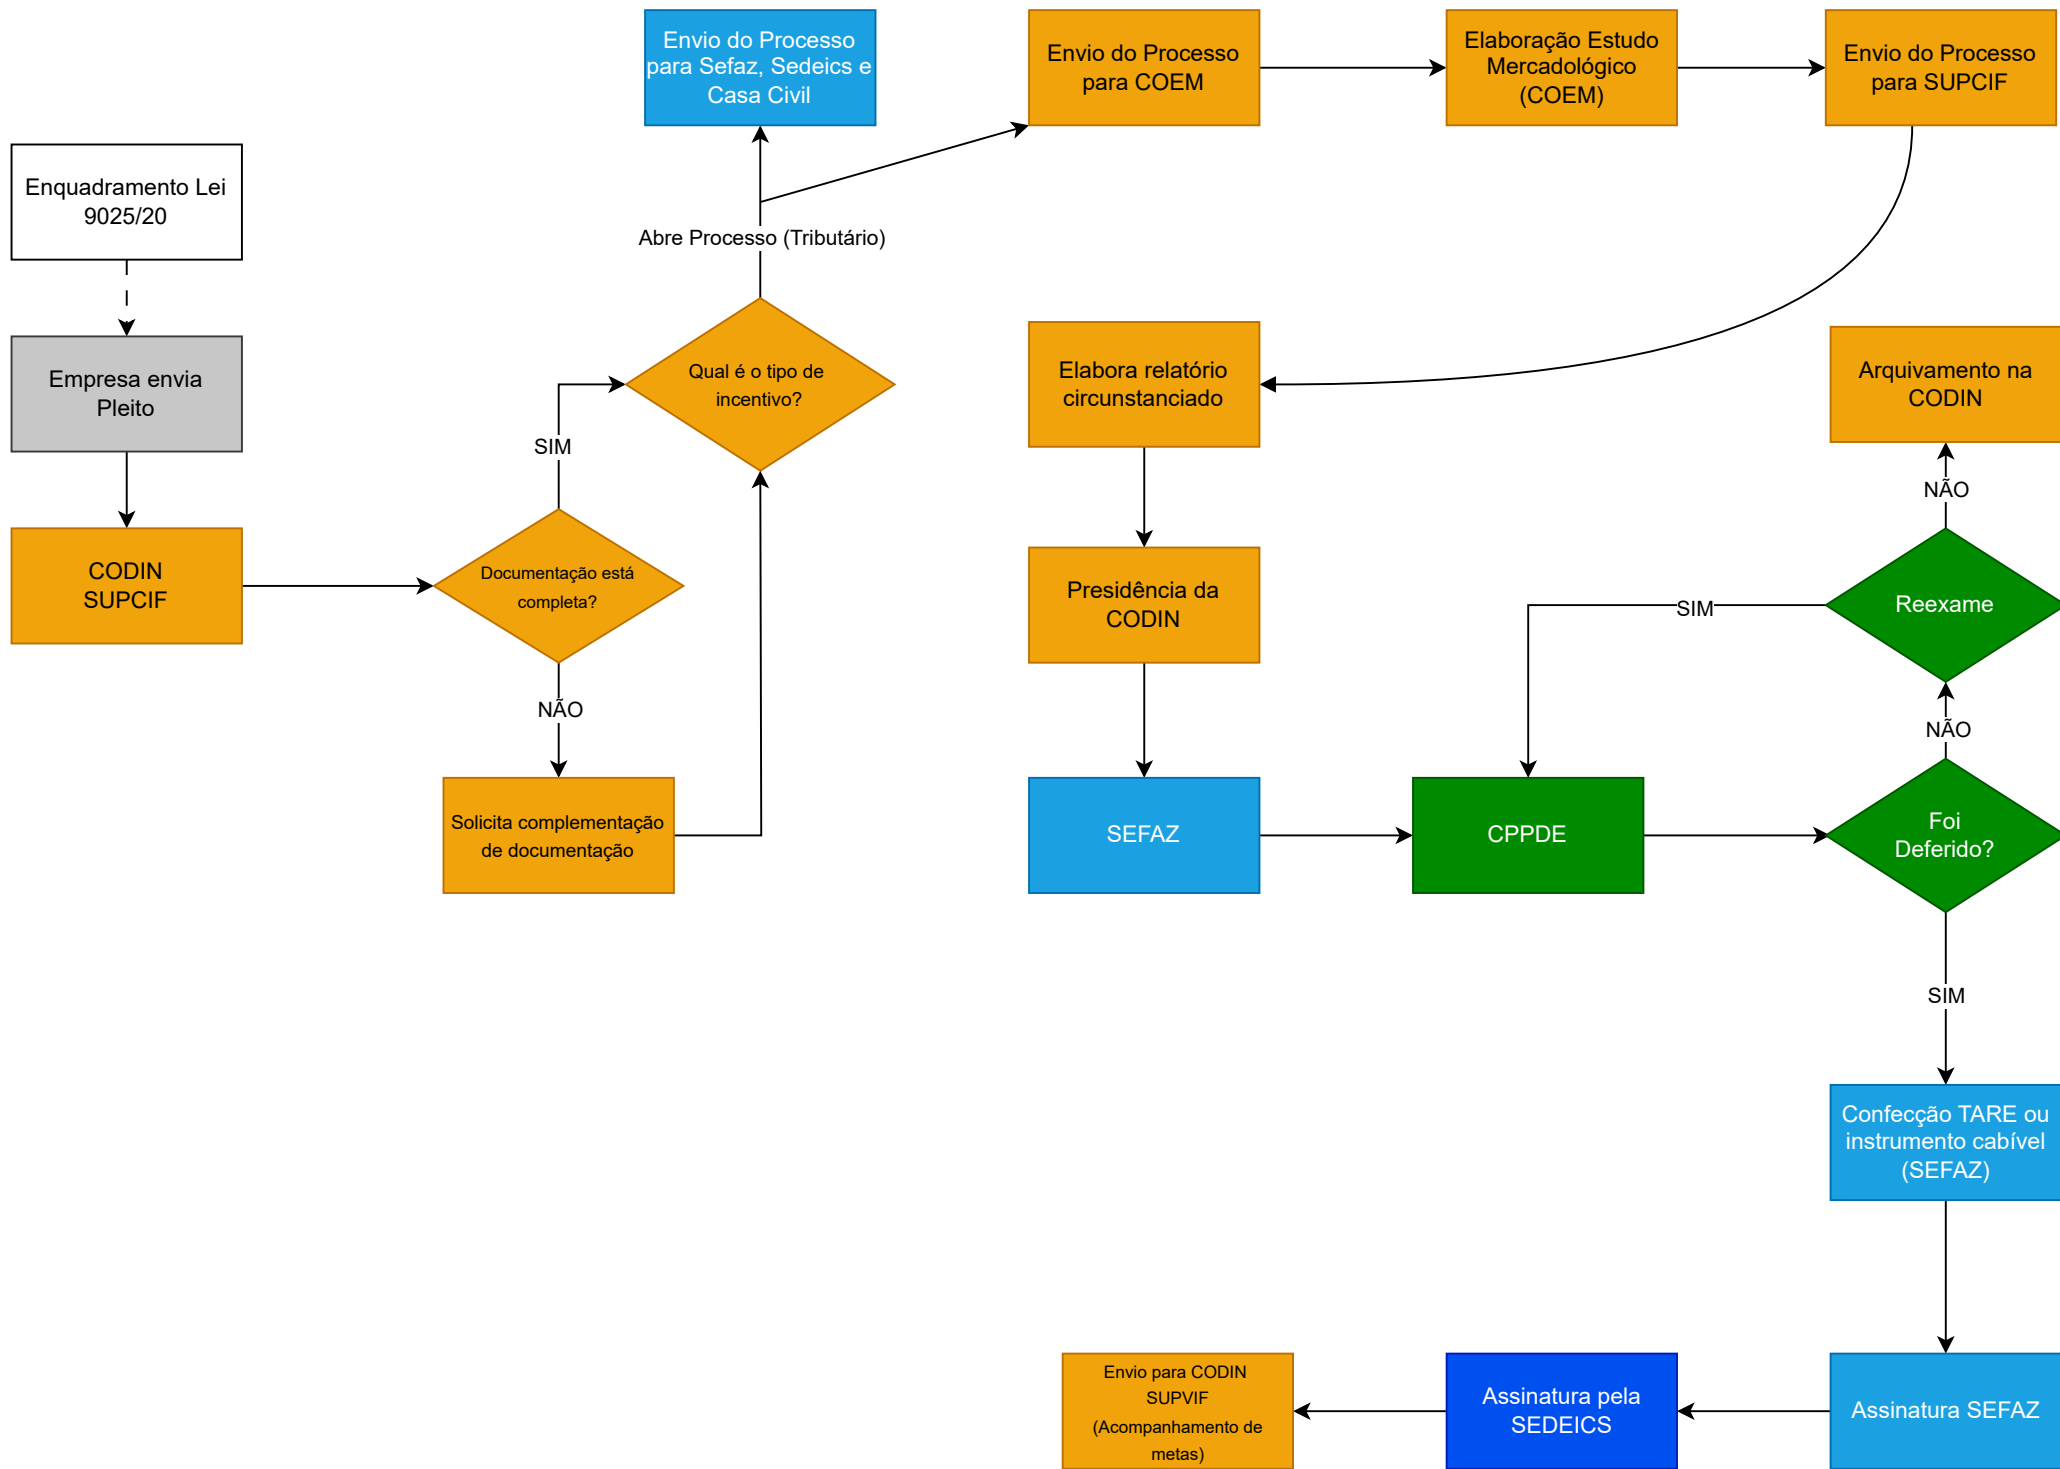 Envio do Processo
para Sefaz, Sedeics e
Casa Civil
Envio do Processo
para COEM
Elaboração Estudo
Mercadológico
(COEM)
Envio do Processo
para SUPCIF
Enquadramento Lei
9025/20
Abre Processo (Tributário)
Empresa envia
Pleito
Qual é o tipo de
incentivo?
Elabora relatório
circunstanciado
Arquivamento na
CODIN
SIM
NÃO
CODIN
SUPCIF
Documentação está
completa?
Presidência da
CODIN
SIM
Reexame
NÃO
NÃO
Solicita complementação
de documentação
SEFAZ
CPPDE
Foi
Deferido?
SIM
Confecção TARE ou
instrumento cabível
(SEFAZ)
Envio para CODIN
SUPVIF
(Acompanhamento de
metas)
Assinatura pela
SEDEICS
Assinatura SEFAZ